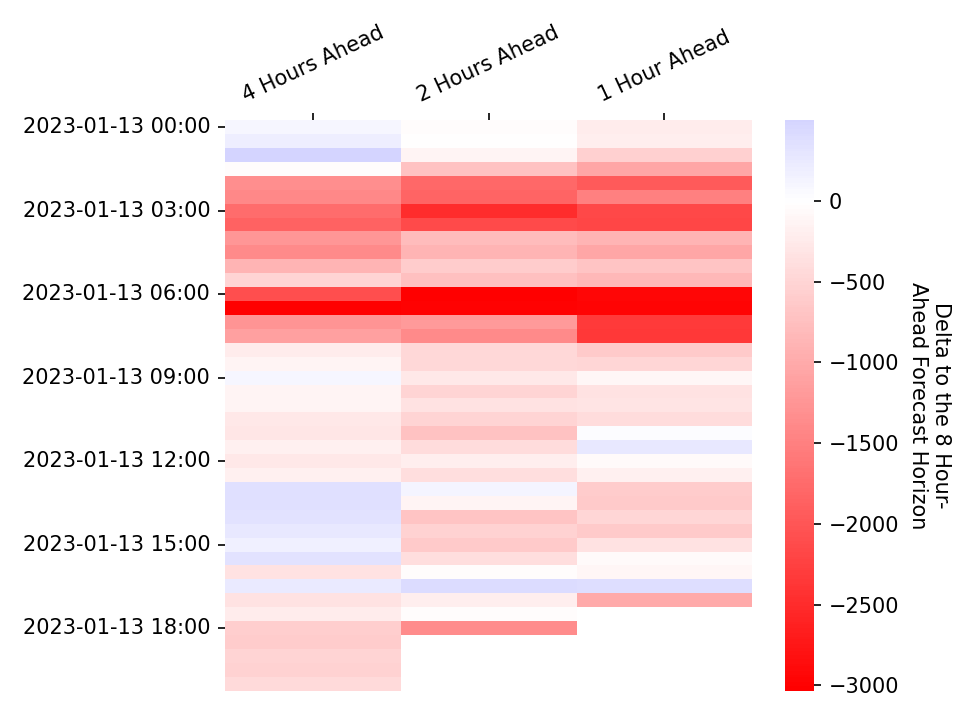 4 Hours Ahead
2 Hours Ahead
1 Hour Ahead
2023-01-13 00:00
2023-01-13 03:00
2023-01-13 06:00
2023-01-13 09:00
2023-01-13 12:00
2023-01-13 15:00
2023-01-13 18:00
0
−500
−1000
−1500
−2000
−2500
−3000
Delta to the 8 Hour-
Ahead Forecast Horizon